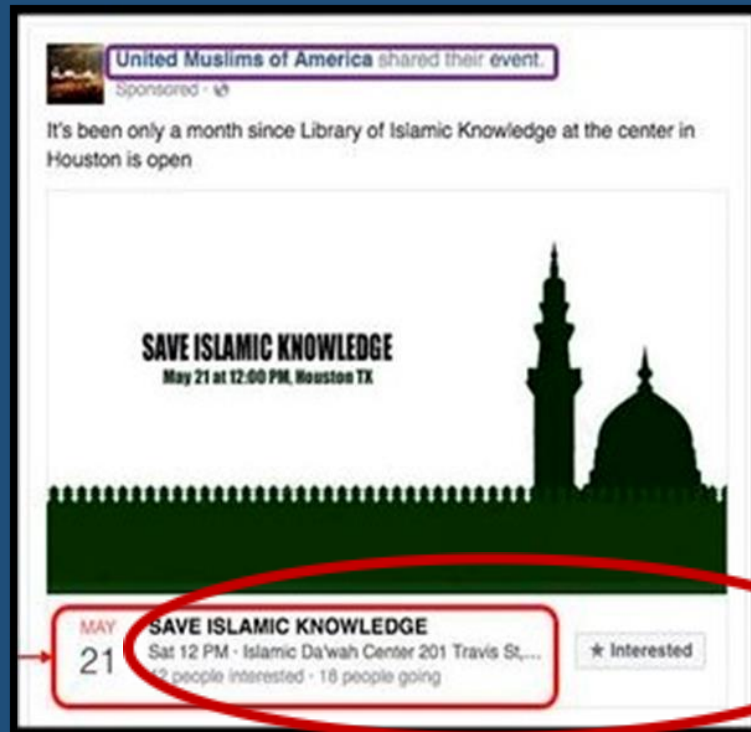 United Muslims of America shared their event.
Sponsored ·
It's been only a month since Library of Islamic Knowledge at the center in
Houston is open
SAVE ISLAMIC KNOWLEDGE
May 21 at 12:00 PM, Houston TX
MAY
21
SAVE ISLAMIC KNOWLEDGE
Sat 12 PM · Islamic Da'wah Center 201 Travis St,...
people interested · 18 people going
★ Interested